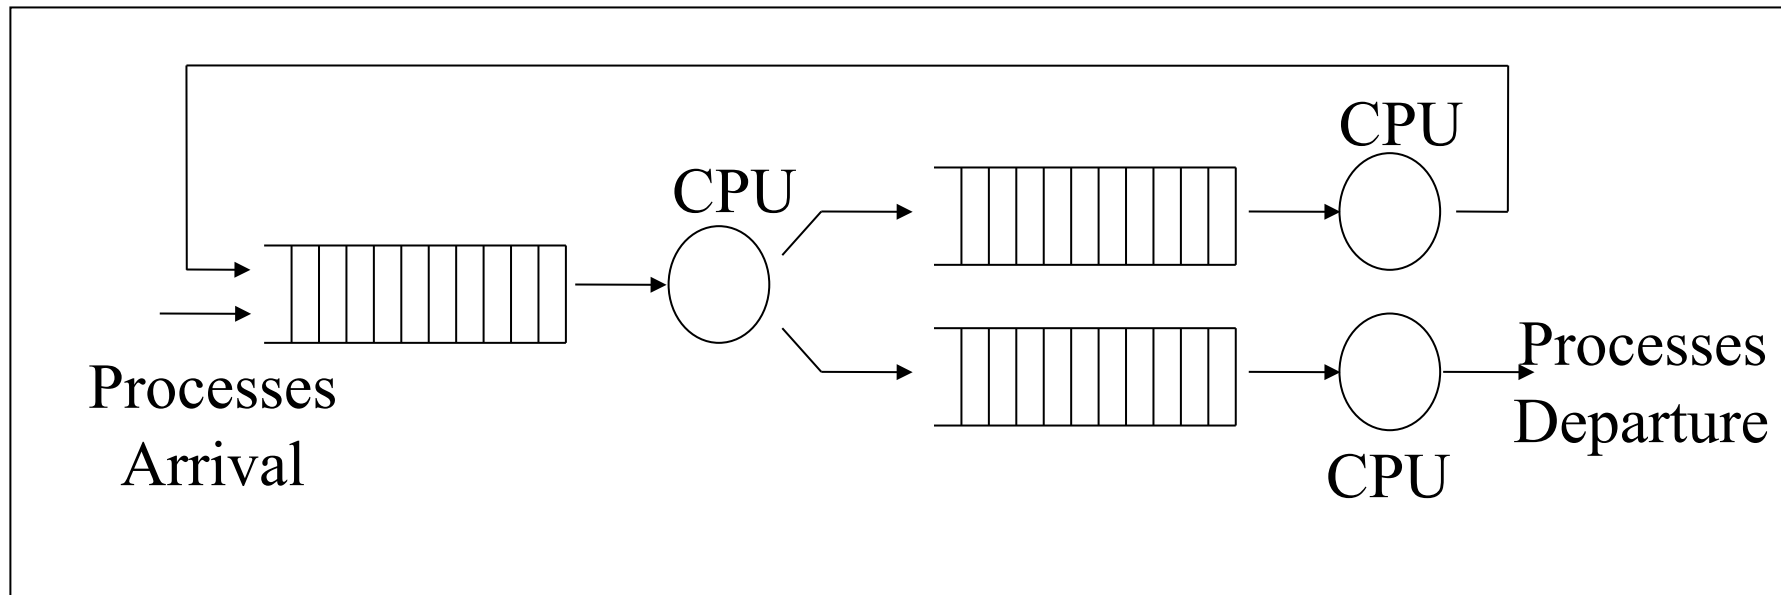 CPU
CPU
Processes
Arrival
Processes
Departure
CPU